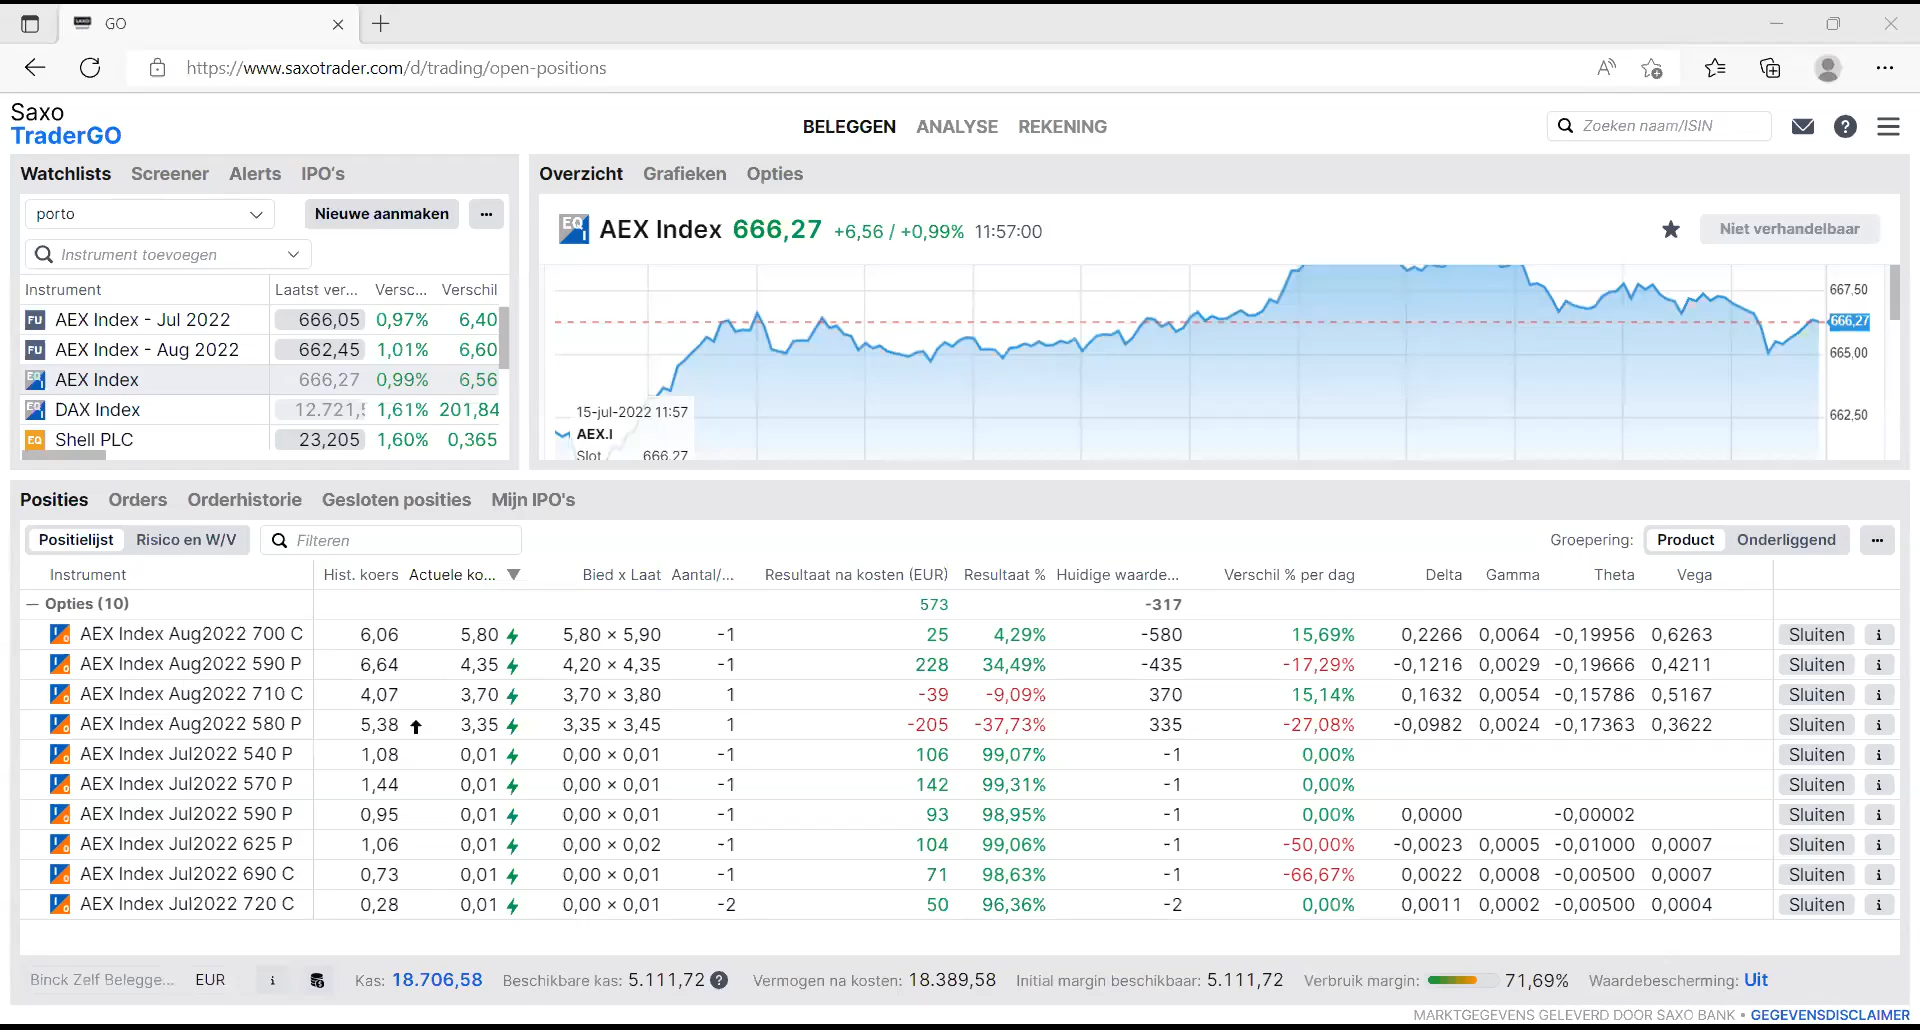 GO
https://www.saxotrader.com/d/trading/open-positions
Saxo
TraderGO
BELEGGEN ANALYSE REKENING
Zoeken naam/ISIN
Watchlists Screener Alerts IPO's
porto
Nieuwe aanmaken
Instrument toevoegen
Instrument Laatst ver... Versc... Verschil
FU AEX Index - Jul 2022 666,05 0,97% 6,40
FU AEX Index - Aug 2022 662,45 1,01% 6,60
AEX Index 666,27 0,99% 6,56
DAX Index 12.721, 1,61% 201,84
EQ Shell PLC 23,205 1,60% 0,365
Overzicht Grafieken Opties
AEX Index 666,27 +6,56 / +0,99% 11:57:00
Niet verhandelbaar
667,50
666,27
665,00
662,50
15-jul-2022 11:57
AEX.I
Slot 666,27
Posities Orders Orderhistorie Gesloten posities Mijn IPO's
Positielijst Risico en W/V Filteren
Groepering: Product Onderliggend
Instrument Hist. koers Actuele ko... Bied x Laat Aantal/... Resultaat na kosten (EUR) Resultaat % Huidige waarde... Verschil % per dag Delta Gamma Theta Vega
Opties (10) 573 -317
AEX Index Aug2022 700 C 6,06 5,80 5,80 × 5,90 -1 25 4,29% -580 15,69% 0,2266 0,0064 -0,19956 0,6263 Sluiten i
AEX Index Aug2022 590 P 6,64 4,35 4,20 × 4,35 -1 228 34,49% -435 -17,29% -0,1216 0,0029 -0,19666 0,4211 Sluiten i
AEX Index Aug2022 710 C 4,07 3,70 3,70 × 3,80 1 -39 -9,09% 370 15,14% 0,1632 0,0054 -0,15786 0,5167 Sluiten i
AEX Index Aug2022 580 P 5,38 3,35 3,35 × 3,45 1 -205 -37,73% 335 -27,08% -0,0982 0,0024 -0,17363 0,3622 Sluiten i
AEX Index Jul2022 540 P 1,08 0,01 0,00 × 0,01 -1 106 99,07% -1 0,00% Sluiten i
AEX Index Jul2022 570 P 1,44 0,01 0,00 × 0,01 -1 142 99,31% -1 0,00% Sluiten i
AEX Index Jul2022 590 P 0,95 0,01 0,00 × 0,01 -1 93 98,95% -1 0,00% 0,0000 -0,00002 Sluiten i
AEX Index Jul2022 625 P 1,06 0,01 0,00 × 0,02 -1 104 99,06% -1 -50,00% -0,0023 0,0005 -0,01000 0,0007 Sluiten i
AEX Index Jul2022 690 C 0,73 0,01 0,00 × 0,01 -1 71 98,63% -1 -66,67% 0,0022 0,0008 -0,00500 0,0007 Sluiten i
AEX Index Jul2022 720 C 0,28 0,01 0,00 × 0,01 -2 50 96,36% -2 0,00% 0,0011 0,0002 -0,00500 0,0004 Sluiten i
Binck Zelf Belegge... EUR i Kas: 18.706,58 Beschikbare kas: 5.111,72 Vermogen na kosten: 18.389,58 Initial margin beschikbaar: 5.111,72 Verbruik margin: 71,69% Waardebescherming: Uit
MARKTGEGEVENS GELEVERD DOOR SAXO BANK • GEGEVENSDISCLAIMER